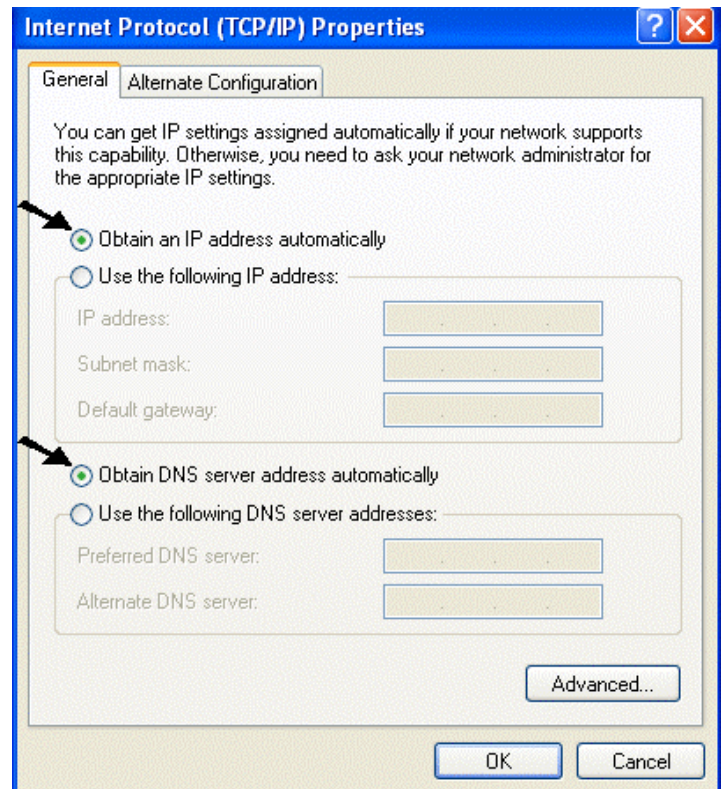 Internet Protocol (TCP/IP) Properties
General
Alternate Configuration
You can get IP settings assigned automatically if your network supports
this capability. Otherwise, you need to ask your network administrator for
the appropriate IP settings.
Obtain an IP address automatically
Use the following IP address:
IP address:
Subnet mask:
Default gateway:
Obtain DNS server address automatically
Use the following DNS server addresses:
Preferred DNS server:
Alternate DNS server:
Advanced...
OK
Cancel